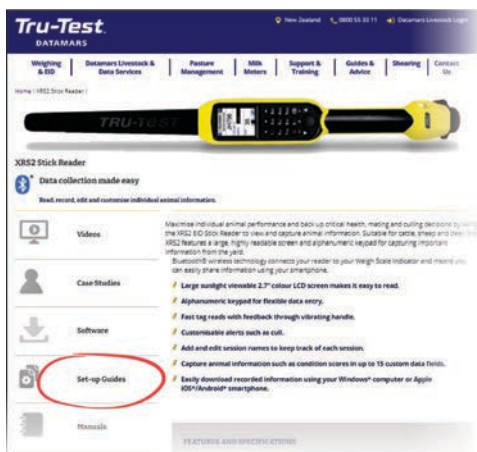 Tru-Test
DATAMARS
New Zealand 0800 55 33 11 Datamars Livestock Login
Weighing & EID
Datamars Livestock & Data Services
Pasture Management
Milk Meters
Support & Training
Guides & Advice
Shearing
Contact Us
Home / XRS2 Stick Reader /
TRU-TEST
XRS2 Stick Reader
Data collection made easy
Read, record, edit and customise individual animal information.
Videos
Case Studies
Software
Set-up Guides
Manuals
Maximise individual animal performance and back up critical health, mating and culling decisions by
the XRS2 EID Stick Reader to view and capture animal information. Suitable for cattle, sheep and
XRS2 features a large, highly readable screen and alphanumeric keypad for capturing important
information from the yard.
Bluetooth® wireless technology connects your reader to your Weigh Scale Indicator and means you
can easily share information using your smartphone.
Large sunlight viewable 2.7" colour LCD screen makes it easy to read.
Alphanumeric keypad for flexible data entry.
Fast tag reads with feedback through vibrating handle.
Customisable alerts such as cull.
Add and edit session names to keep track of each session.
Capture animal information such as condition scores in up to 15 custom data fields.
Easily download recorded information using your Windows® computer or Apple
iOS®/Android® smartphone.
FEATURES AND SPECIFICATIONS